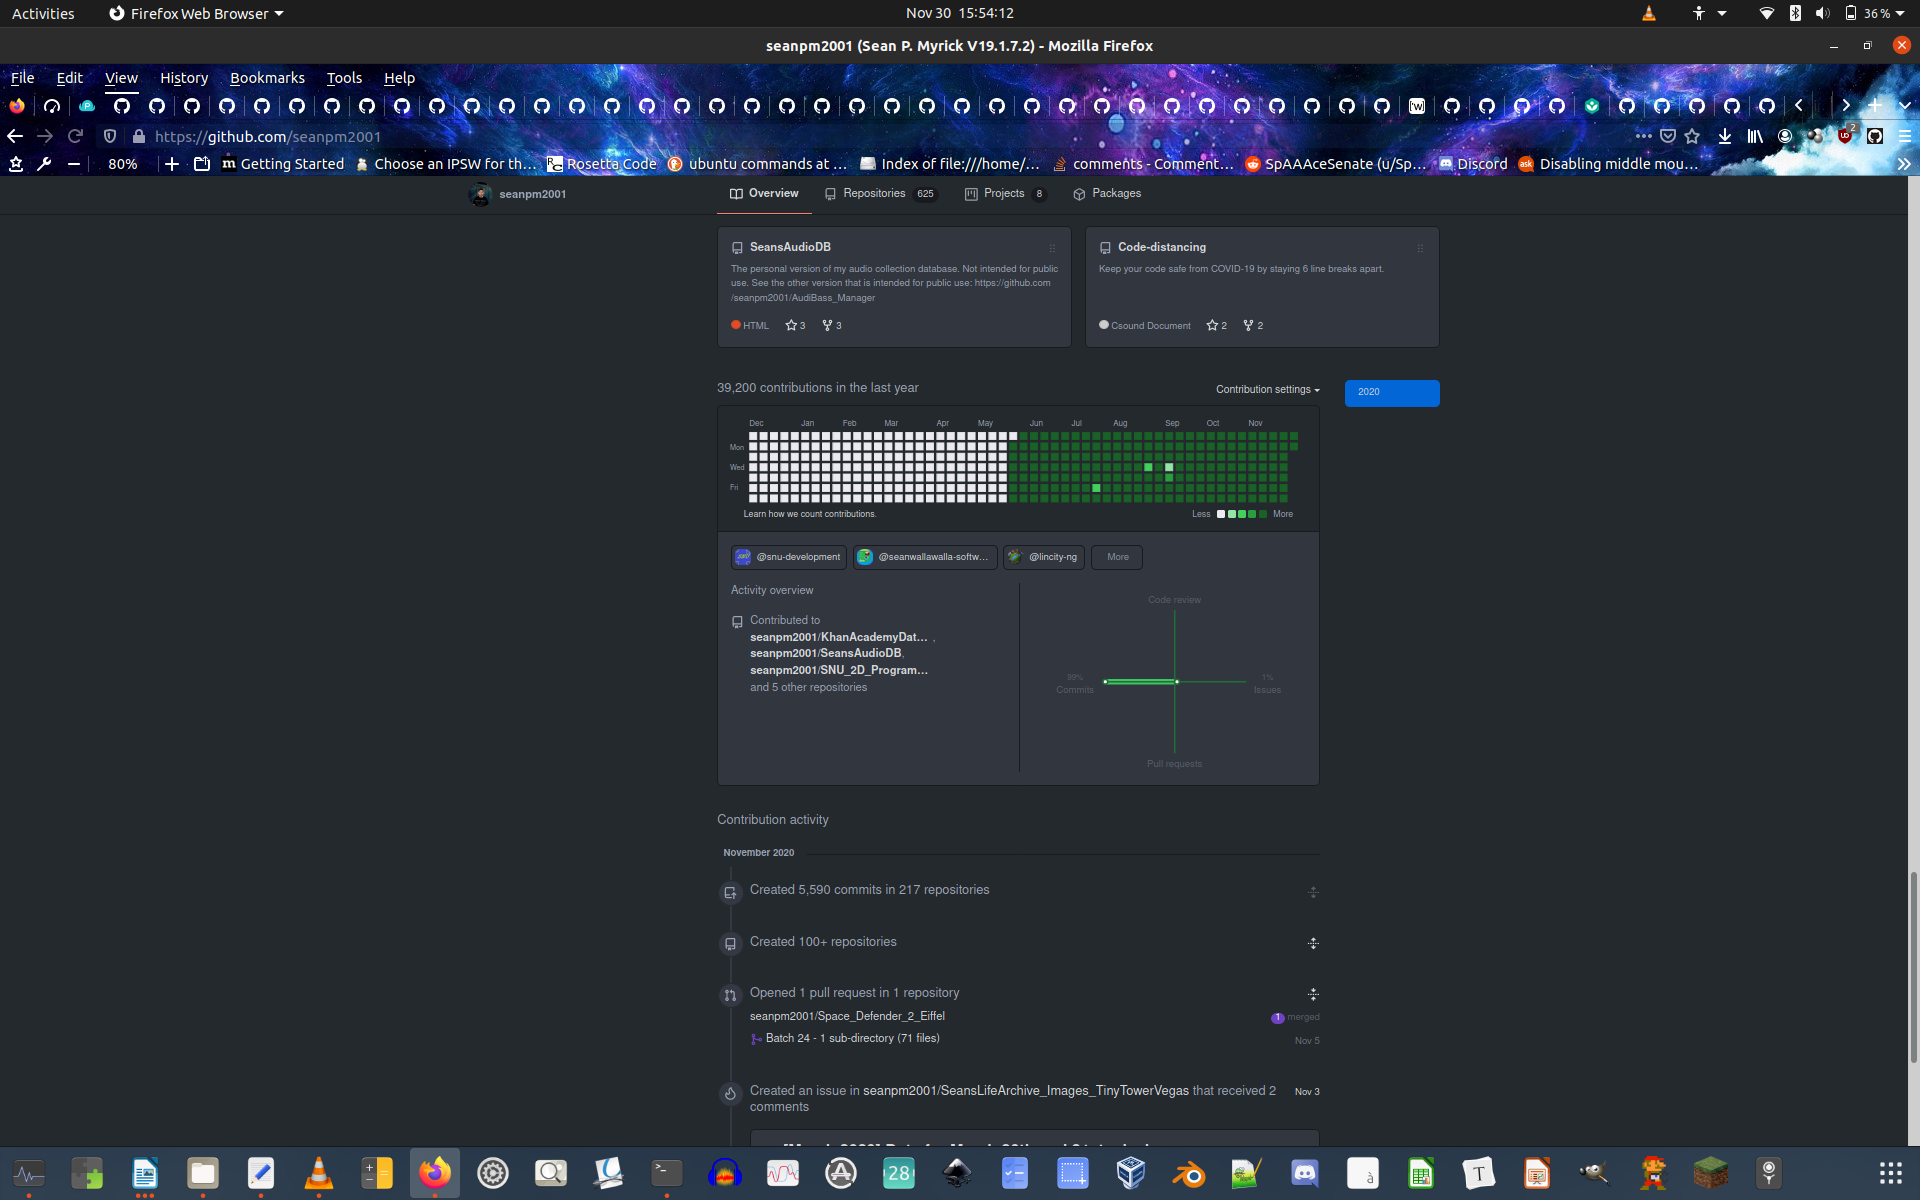 Activities Firefox Web Browser Nov 30 15:54:12 36 %
seanpm2001 (Sean P. Myrick V19.1.7.2) - Mozilla Firefox
File Edit View History Bookmarks Tools Help
https://github.com/seanpm2001
80% Getting Started Choose an IPSW for th… Rosetta Code ubuntu commands at … Index of file:///home/… comments - Comment… SpAAAceSenate (u/Sp… Discord Disabling middle mou…
seanpm2001 Overview Repositories 625 Projects 8 Packages
SeansAudioDB
The personal version of my audio collection database. Not intended for public
use. See the other version that is intended for public use: https://github.com
/seanpm2001/AudiBass_Manager
HTML 3 3
Code-distancing
Keep your code safe from COVID-19 by staying 6 line breaks apart.
Csound Document 2 2
39,200 contributions in the last year
Contribution settings
2020
Dec Jan Feb Mar Apr May Jun Jul Aug Sep Oct Nov
Mon
Wed
Fri
Learn how we count contributions.
Less More
@snu-development @seanwallawalla-softw… @lincity-ng More
Activity overview
Contributed to
seanpm2001/KhanAcademyDat… ,
seanpm2001/SeansAudioDB,
seanpm2001/SNU_2D_Program…
and 5 other repositories
Code review
99%
Commits
1%
Issues
Pull requests
Contribution activity
November 2020
Created 5,590 commits in 217 repositories
Created 100+ repositories
Opened 1 pull request in 1 repository
seanpm2001/Space_Defender_2_Eiffel 1 merged
Batch 24 - 1 sub-directory (71 files) Nov 5
Created an issue in seanpm2001/SeansLifeArchive_Images_TinyTowerVegas that received 2 Nov 3
comments
28